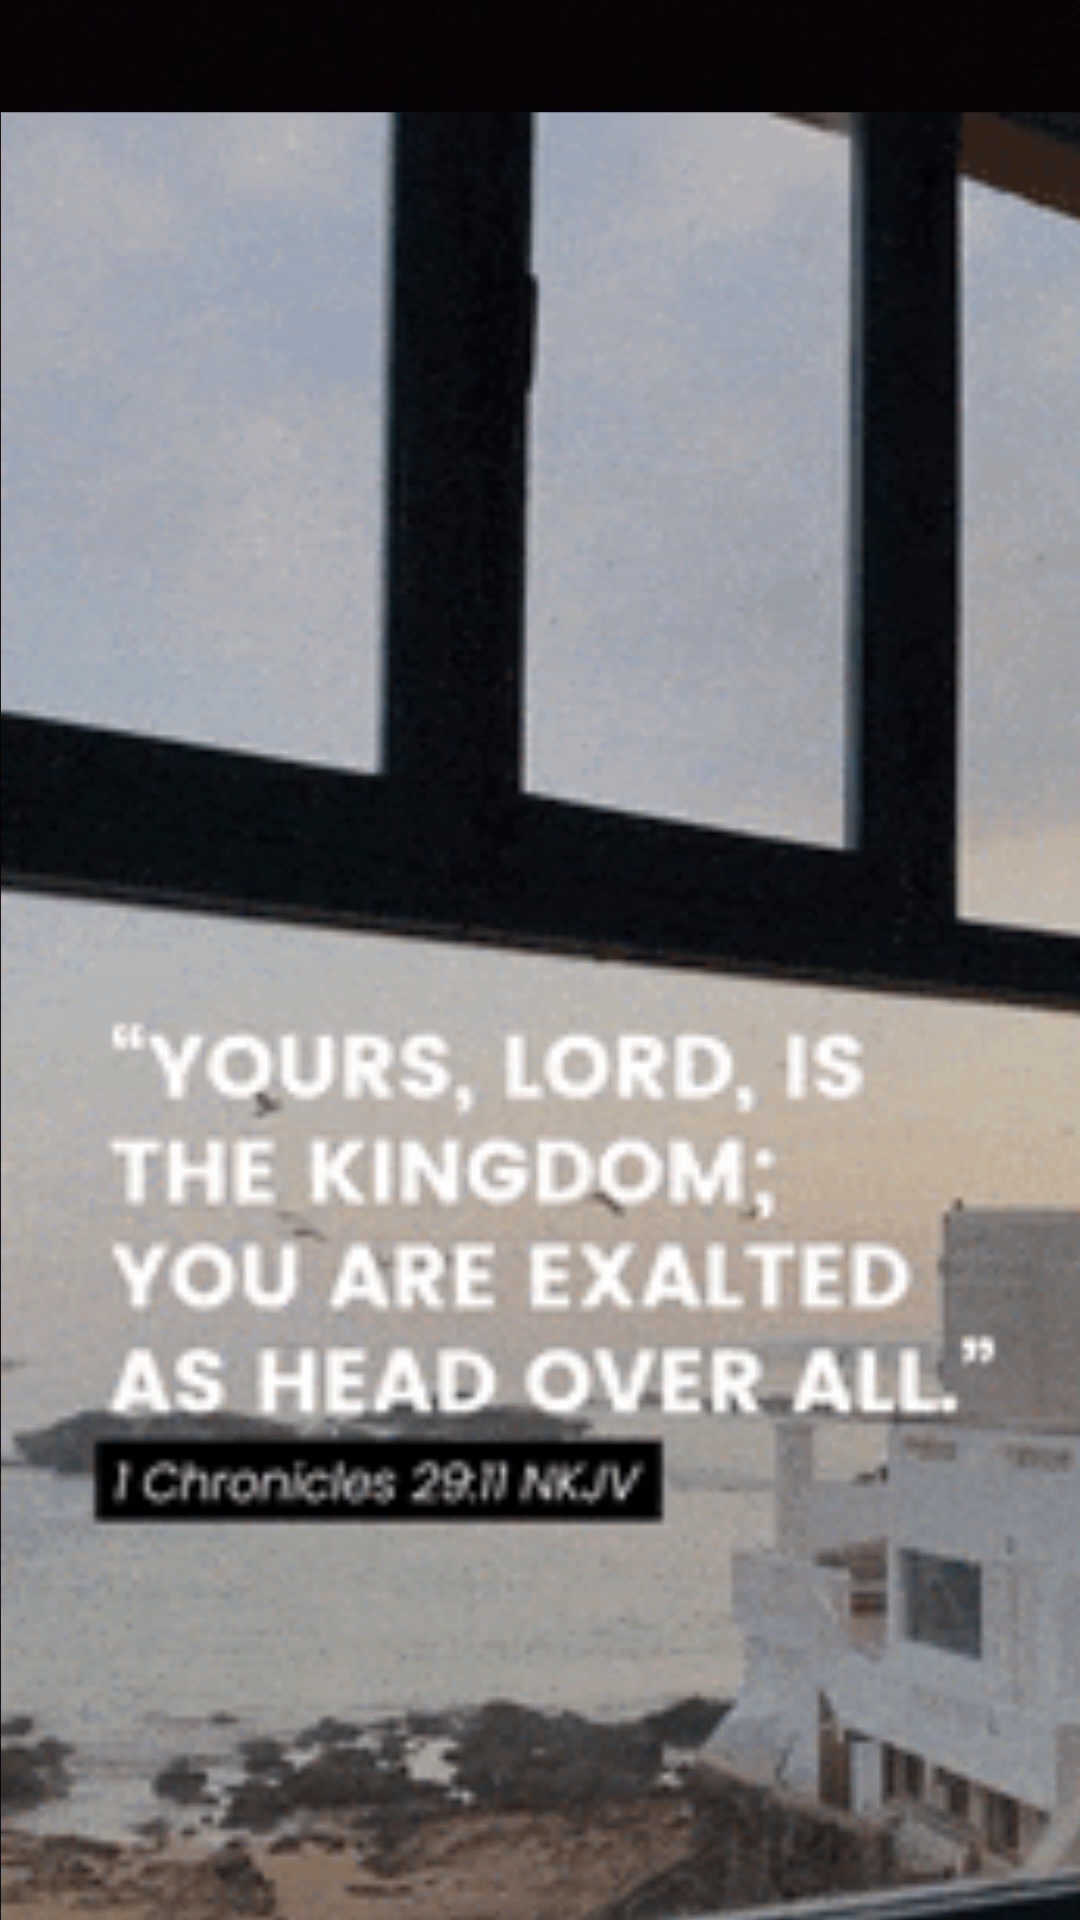 “YOURS, LORD, IS
THE KINGDOM;
YOU ARE EXALTED
AS HEAD OVER ALL.”
1 Chronicles 29:11 NKJV